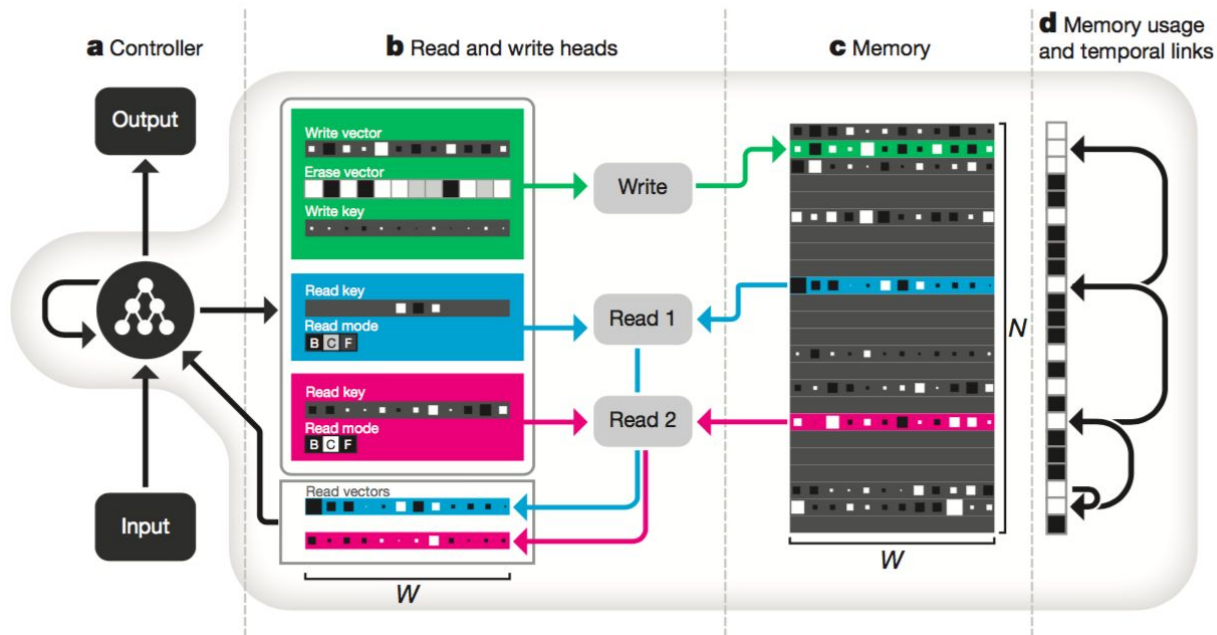 a Controller
b Read and write heads
c Memory
d Memory usage
and temporal links
Output
Input
Write vector
Erase vector
Write key
Read key
Read mode
B C F
Read key
Read mode
B C F
Read vectors
W
Write
Read 1
Read 2
N
W